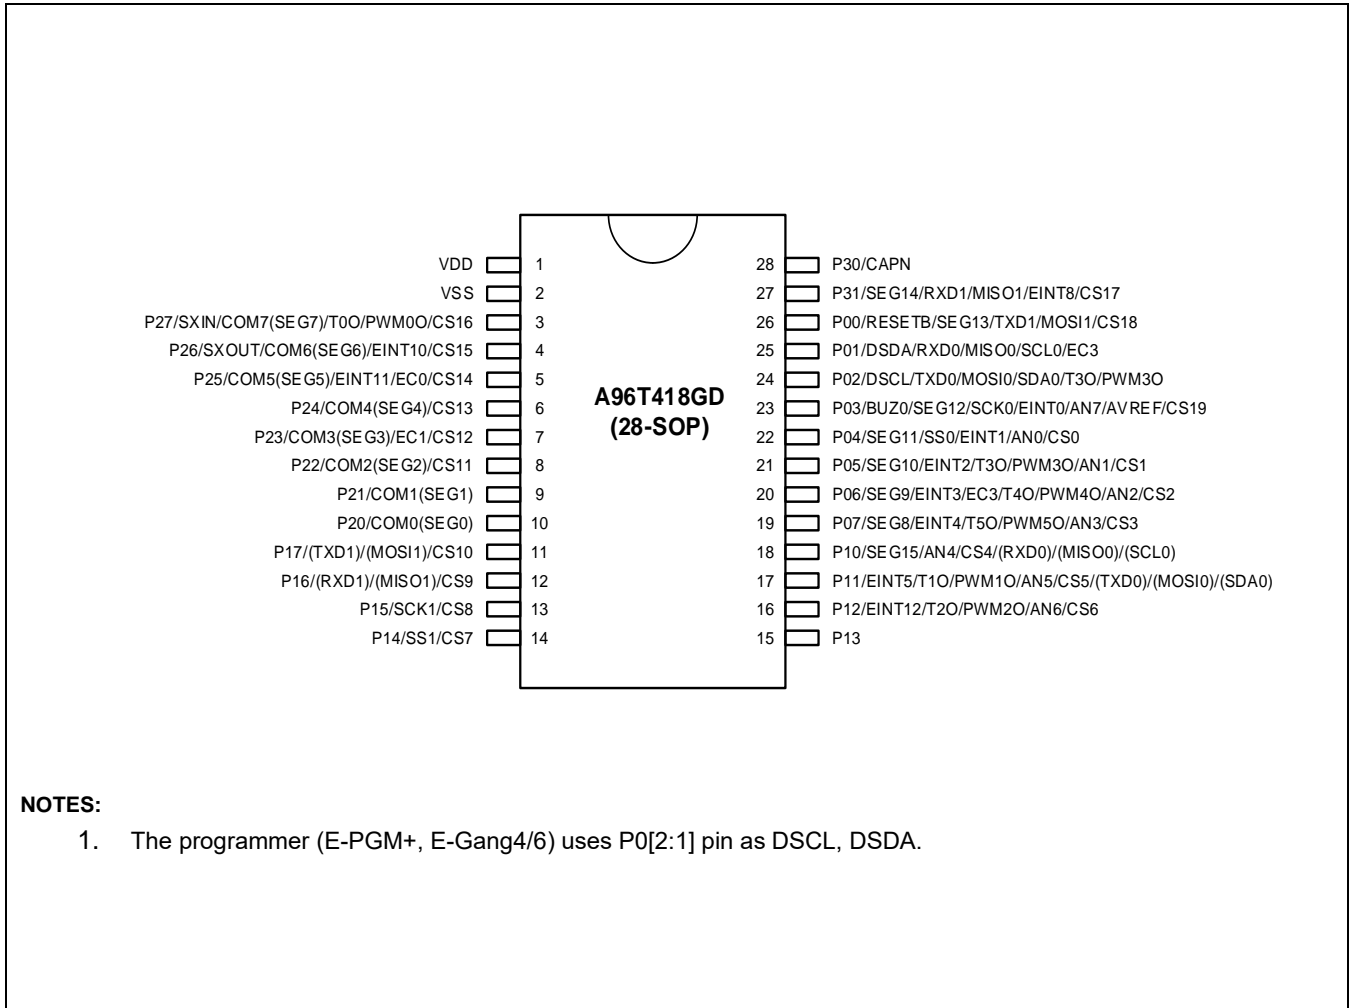 VDD 1 28 P30/CAPN
VSS 2 27 P31/SEG14/RXD1/MISO1/EINT8/CS17
P27/SXIN/COM7(SEG7)/T0O/PWM0O/CS16 3 26 P00/RESETB/SEG13/TXD1/MOSI1/CS18
P26/SXOUT/COM6(SEG6)/EINT10/CS15 4 25 P01/DSDA/RXD0/MISO0/SCL0/EC3
P25/COM5(SEG5)/EINT11/EC0/CS14 5 24 P02/DSCL/TXD0/MOSI0/SDA0/T3O/PWM3O
P24/COM4(SEG4)/CS13 6 23 P03/BUZ0/SEG12/SCK0/EINT0/AN7/AVREF/CS19
P23/COM3(SEG3)/EC1/CS12 7 22 P04/SEG11/SS0/EINT1/AN0/CS0
P22/COM2(SEG2)/CS11 8 21 P05/SEG10/EINT2/T3O/PWM3O/AN1/CS1
P21/COM1(SEG1) 9 20 P06/SEG9/EINT3/EC3/T4O/PWM4O/AN2/CS2
P20/COM0(SEG0) 10 19 P07/SEG8/EINT4/T5O/PWM5O/AN3/CS3
P17/(TXD1)/(MOSI1)/CS10 11 18 P10/SEG15/AN4/CS4/(RXD0)/(MISO0)/(SCL0)
P16/(RXD1)/(MISO1)/CS9 12 17 P11/EINT5/T1O/PWM1O/AN5/CS5/(TXD0)/(MOSI0)/(SDA0)
P15/SCK1/CS8 13 16 P12/EINT12/T2O/PWM2O/AN6/CS6
P14/SS1/CS7 14 15 P13
A96T418GD
(28-SOP)
NOTES:
1. The programmer (E-PGM+, E-Gang4/6) uses P0[2:1] pin as DSCL, DSDA.